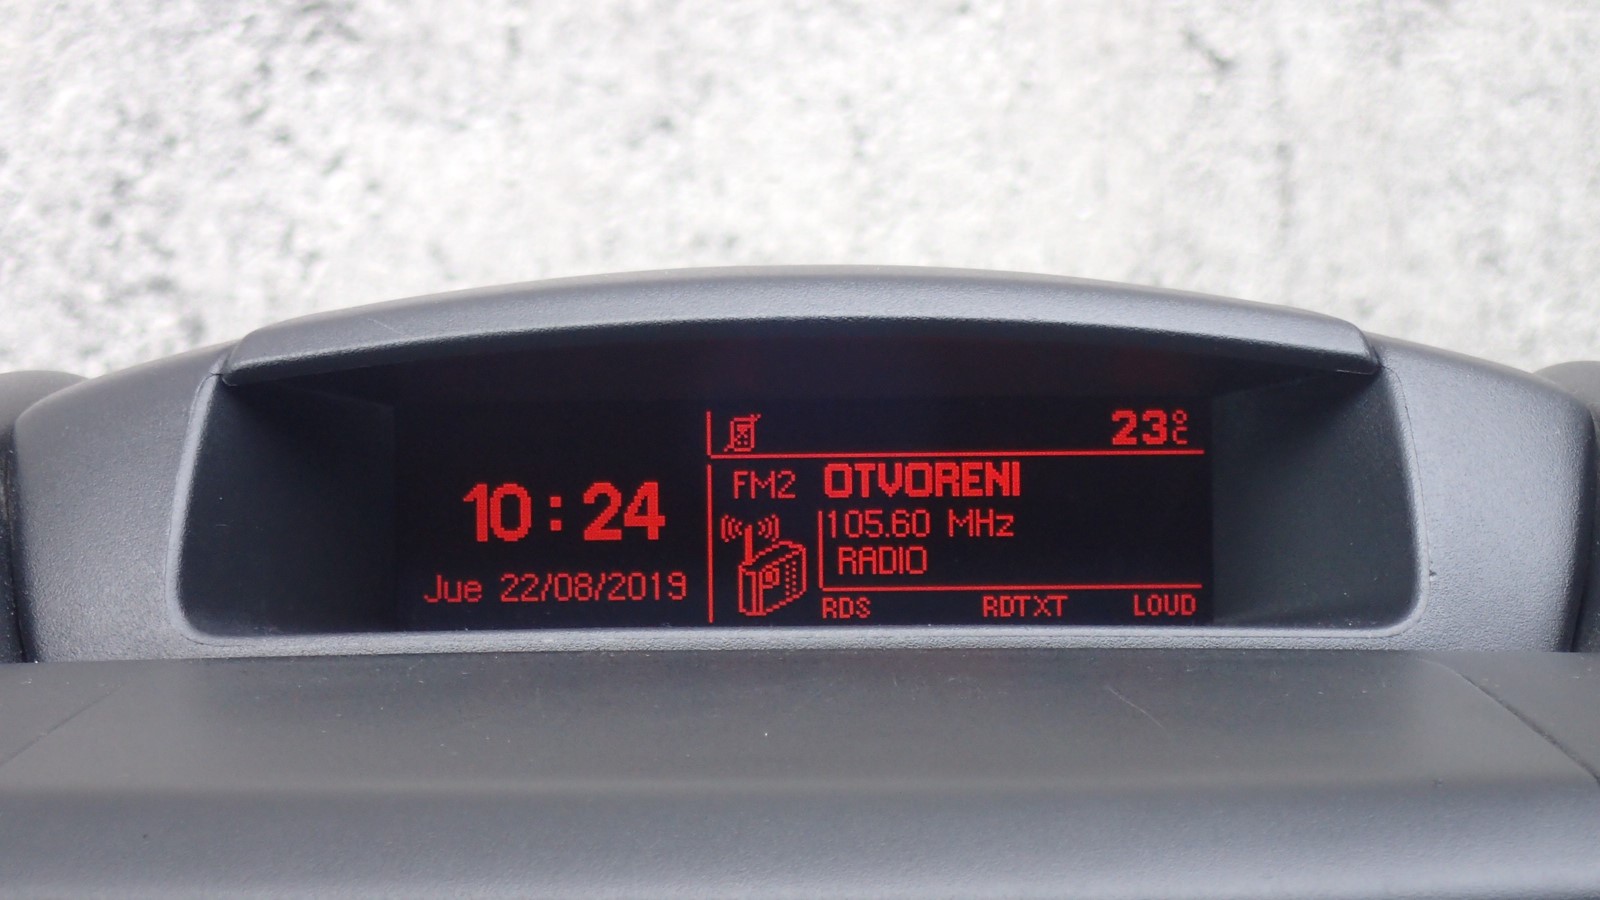 10:24
Jue 22/08/2019
23°C
FM2 OTVORENI
105.60 MHz
RADIO
RDS RDTXT LOUD